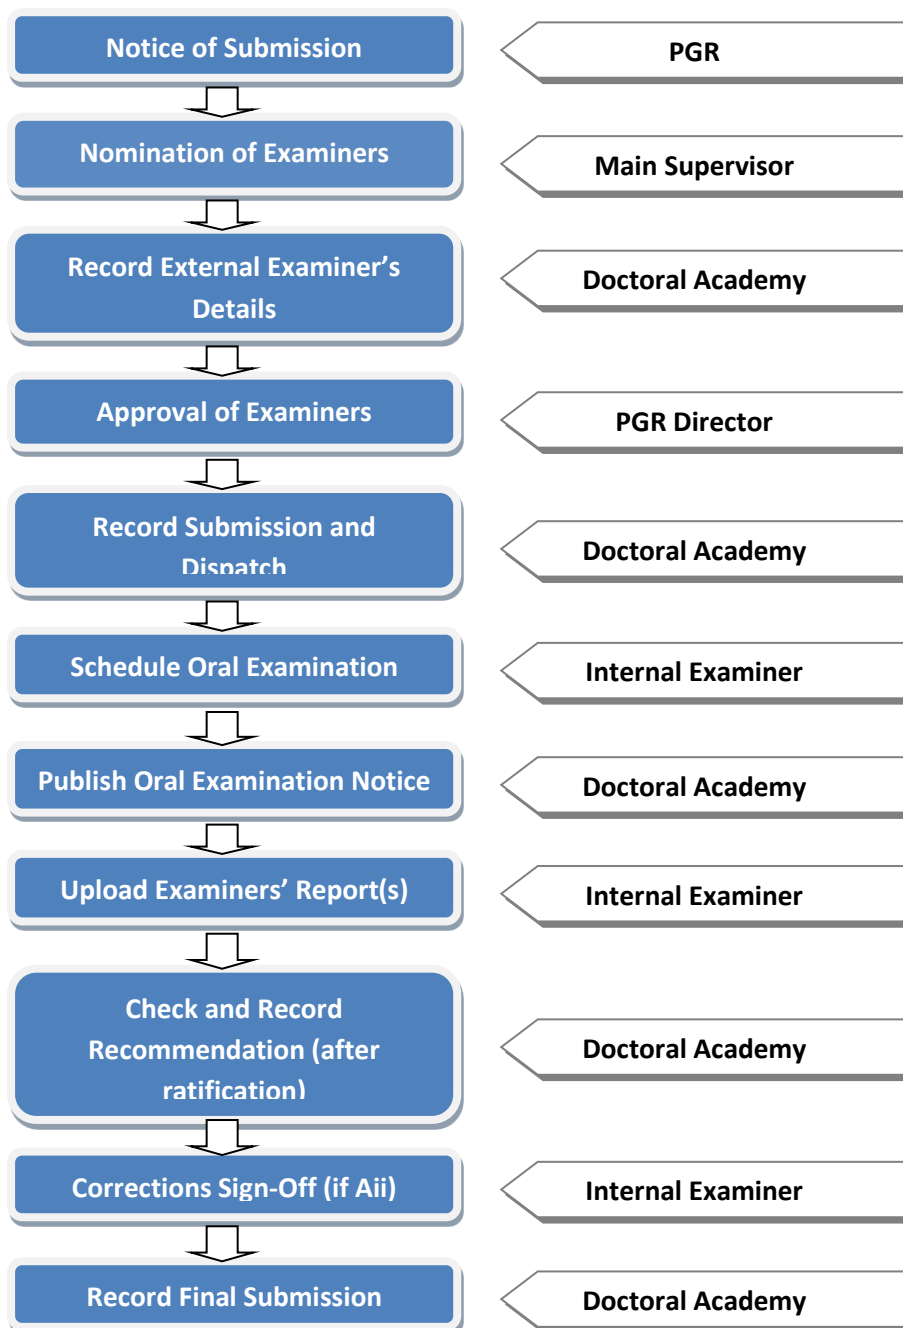 Notice of Submission
PGR
Nomination of Examiners
Main Supervisor
Record External Examiner’s
Details
Doctoral Academy
Approval of Examiners
PGR Director
Record Submission and
Dispatch
Doctoral Academy
Schedule Oral Examination
Internal Examiner
Publish Oral Examination Notice
Doctoral Academy
Upload Examiners’ Report(s)
Internal Examiner
Check and Record
Recommendation (after
ratification)
Doctoral Academy
Corrections Sign-Off (if Aii)
Internal Examiner
Record Final Submission
Doctoral Academy